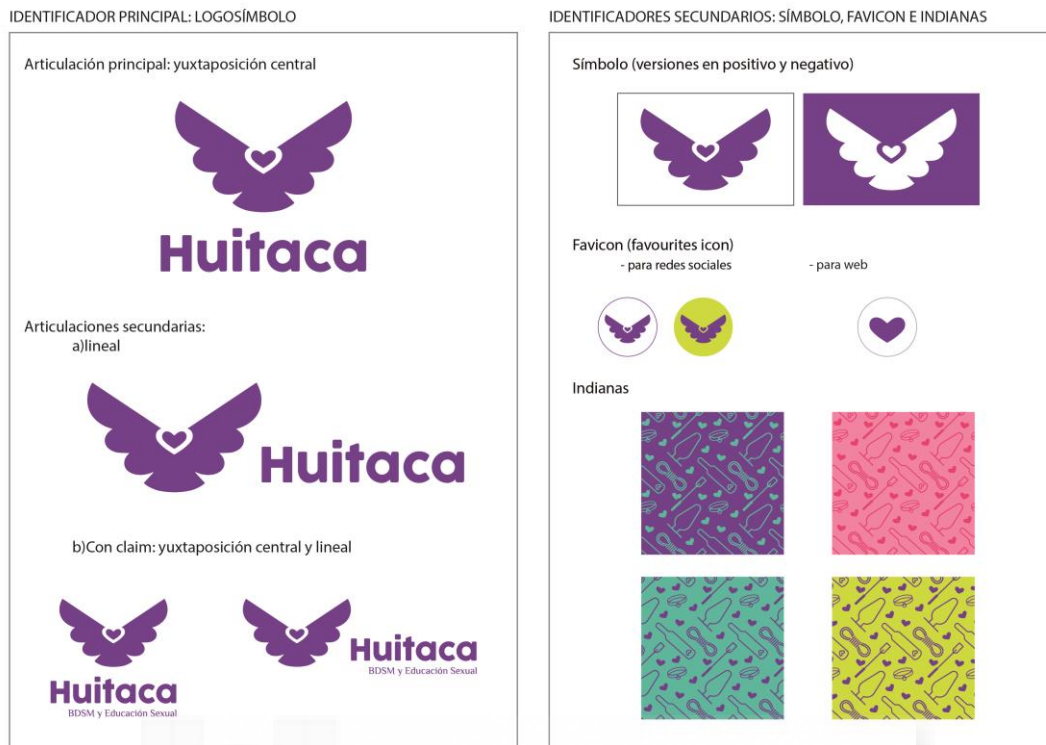 IDENTIFICADOR PRINCIPAL: LOGOSÍMBOLO
Articulación principal: yuxtaposición central
Huitaca
Articulaciones secundarias:
a)lineal
Huitaca
b)Con claim: yuxtaposición central y lineal
Huitaca
BDSM y Educación Sexual
Huitaca
BDSM y Educación Sexual
IDENTIFICADORES SECUNDARIOS: SÍMBOLO, FAVICON E INDIANAS
Símbolo (versiones en positivo y negativo)
Favicon (favourites icon)
- para redes sociales
- para web
Indianas